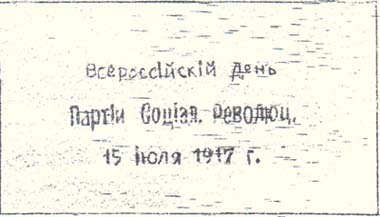 Всероссійскій День
Партіи Соціал. Революц.
15 іюля 1917 г.